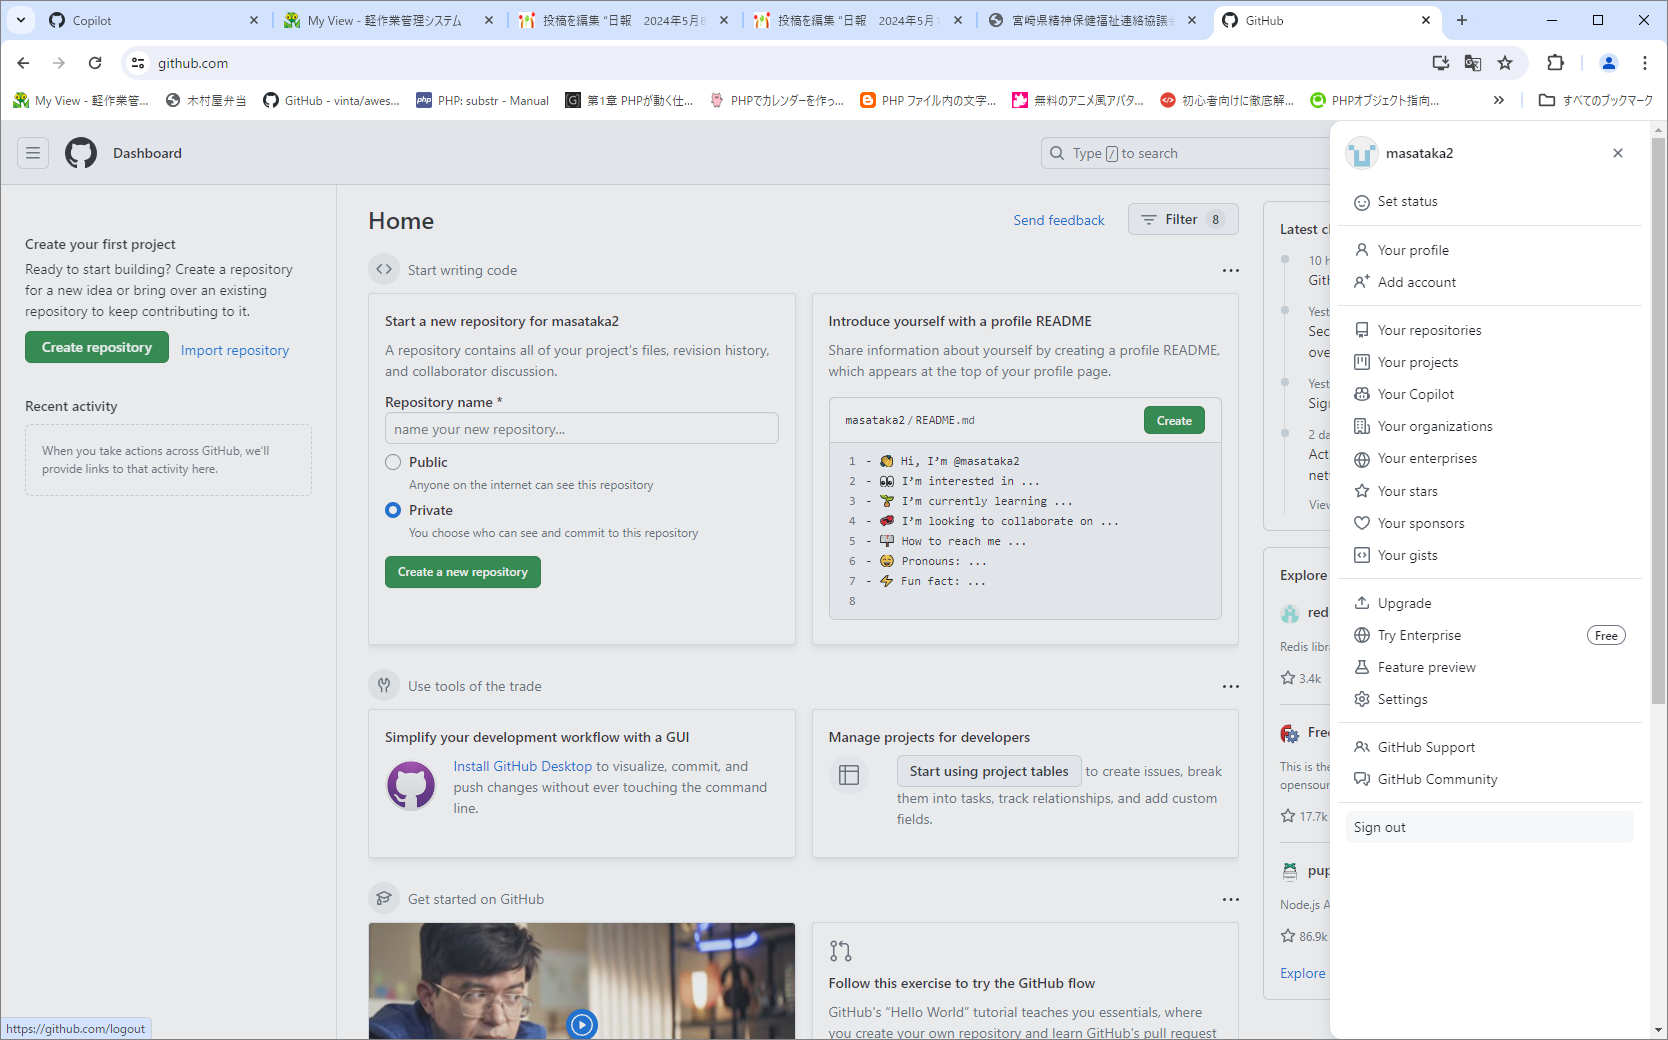 Copilot
My View - 軽作業管理システム
投稿を編集 “日報　2024年5月8
投稿を編集 “日報　2024年5月1
宮崎県精神保健福祉連絡協議
GitHub
github.com
My View - 軽作業管...
木村屋弁当
GitHub - vinta/awes...
PHP: substr - Manual
第1章 PHPが動く仕...
PHPでカレンダーを作っ...
PHP ファイル内の文字...
無料のアニメ風アバタ...
初心者向けに徹底解...
PHPオブジェクト指向...
すべてのブックマーク
Dashboard
Type / to search
Create your first project
Ready to start building? Create a repository
for a new idea or bring over an existing
repository to keep contributing to it.
Create repository
Import repository
Recent activity
When you take actions across GitHub, we’ll
provide links to that activity here.
Home
Send feedback
Filter 8
Start writing code
Start a new repository for masataka2
A repository contains all of your project's files, revision history,
and collaborator discussion.
Repository name *
name your new repository...
Public
Anyone on the internet can see this repository
Private
You choose who can see and commit to this repository
Create a new repository
Introduce yourself with a profile README
Share information about yourself by creating a profile README,
which appears at the top of your profile page.
masataka2 / README.md
Create
1 - 👋 Hi, I’m @masataka2
2 - 👀 I’m interested in ...
3 - 🌱 I’m currently learning ...
4 - 💞️ I’m looking to collaborate on ...
5 - 📫 How to reach me ...
6 - 😄 Pronouns: ...
7 - ⚡ Fun fact: ...
8
Use tools of the trade
Simplify your development workflow with a GUI
Install GitHub Desktop to visualize, commit, and
push changes without ever touching the command
line.
Manage projects for developers
Start using project tables to create issues, break
them into tasks, track relationships, and add custom
fields.
Get started on GitHub
Follow this exercise to try the GitHub flow
GitHub's “Hello World” tutorial teaches you essentials, where
you create your own repository and learn GitHub's pull request
Latest c
10 h
Gith
Yest
Sec
ove
Yest
Sign
2 da
Act
net
View
Explore
red
Redis libra
3.4k
Free
This is the
opensour
17.7k
pup
Node.js A
86.9k
Explore
masataka2
Set status
Your profile
Add account
Your repositories
Your projects
Your Copilot
Your organizations
Your enterprises
Your stars
Your sponsors
Your gists
Upgrade
Try Enterprise
Free
Feature preview
Settings
GitHub Support
GitHub Community
Sign out
https://github.com/logout